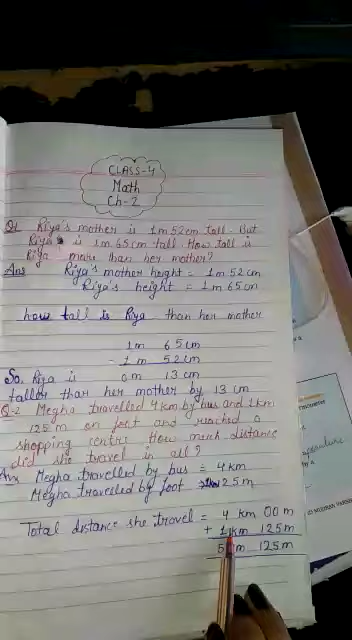 CLASS-4
Math
Ch-2
Q1 Riya's mother is 1m 52cm tall. But
Riya is 1m 65cm tall. How tall is
Riya more than her mother?
Ans Riya's mother height = 1m 52cm
Riya's height = 1m 65cm
how tall is Riya than her mother
1m 65cm
- 1m 52cm
0m 13cm
So, Riya is
taller than her mother by 13 cm
Q-2 Megha travelled 4km by bus and 1km
125m on foot and reached a
shopping centre How much distance
did she travel in all?
Ans Megha travelled by bus = 4km
Megha travelled by foot 125m
Total distance she travel = 4 km 00m
+ 1 km 125m
5 m 125m